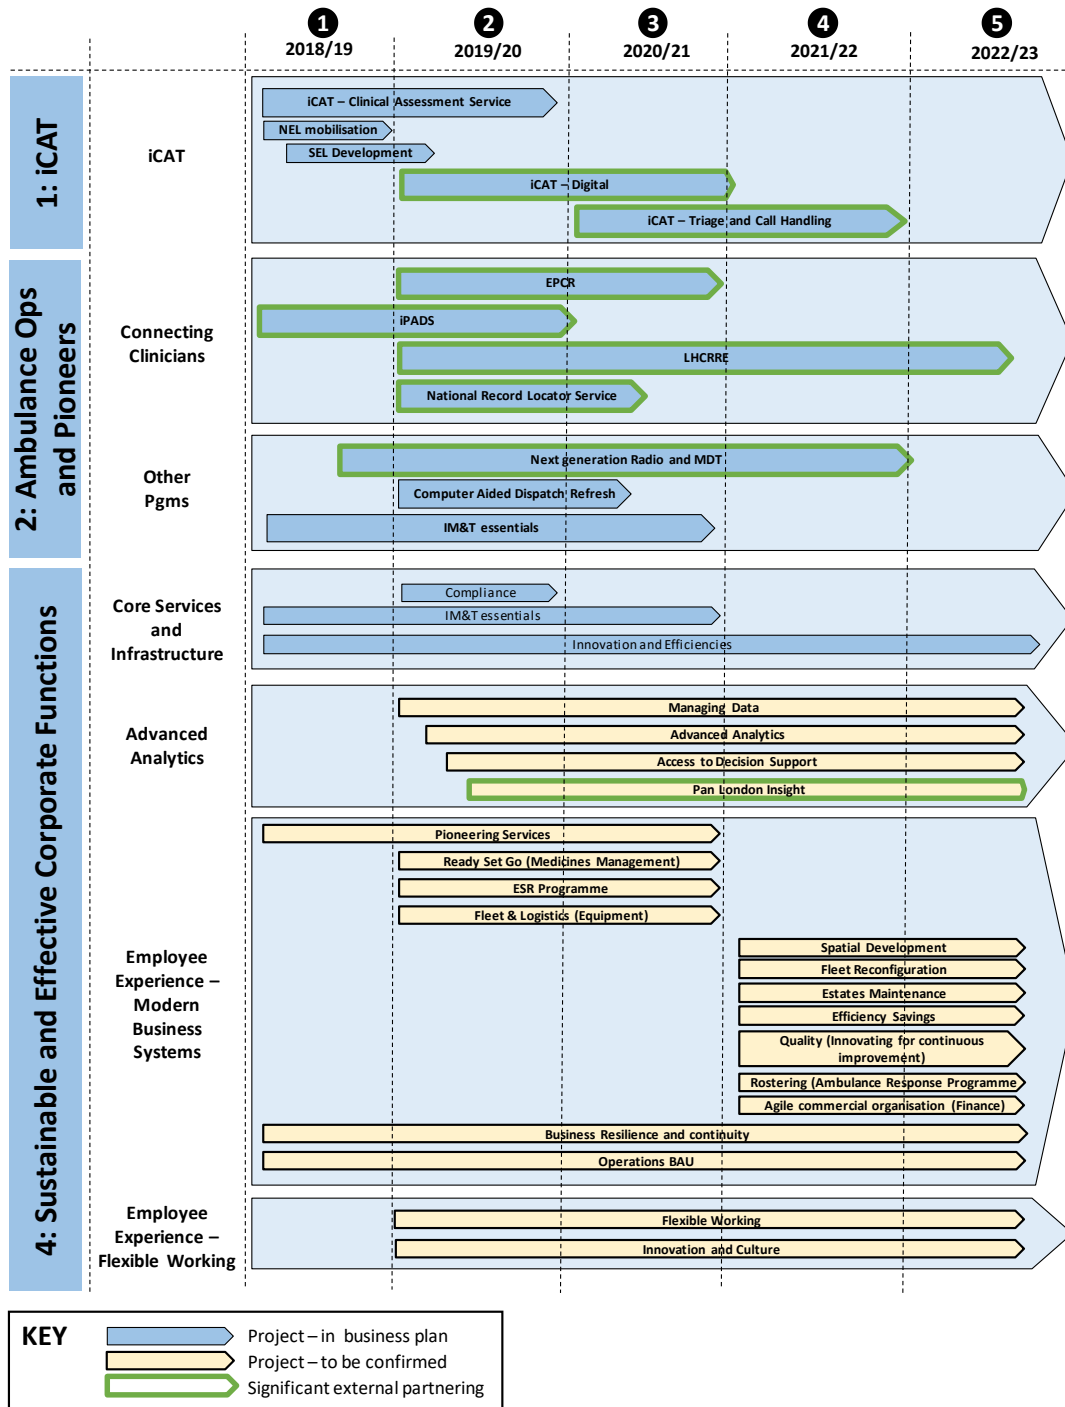 1 2 3 4 5
2018/19 2019/20 2020/21 2021/22 2022/23
1: iCAT
iCAT
iCAT – Clinical Assessment Service
NEL mobilisation
SEL Development
iCAT – Digital
iCAT – Triage and Call Handling
2: Ambulance Ops
and Pioneers
Connecting
Clinicians
EPCR
iPADS
LHCRRE
National Record Locator Service
Other
Pgms
Next generation Radio and MDT
Computer Aided Dispatch Refresh
IM&T essentials
4: Sustainable and Effective Corporate Functions
Core Services
and
Infrastructure
Compliance
IM&T essentials
Innovation and Efficiencies
Advanced
Analytics
Managing Data
Advanced Analytics
Access to Decision Support
Pan London Insight
Employee
Experience –
Modern
Business
Systems
Pioneering Services
Ready Set Go (Medicines Management)
ESR Programme
Fleet & Logistics (Equipment)
Spatial Development
Fleet Reconfiguration
Estates Maintenance
Efficiency Savings
Quality (Innovating for continuous
improvement)
Rostering (Ambulance Response Programme
Agile commercial organisation (Finance)
Business Resilience and continuity
Operations BAU
Employee
Experience –
Flexible Working
Flexible Working
Innovation and Culture
KEY
Project – in business plan
Project – to be confirmed
Significant external partnering